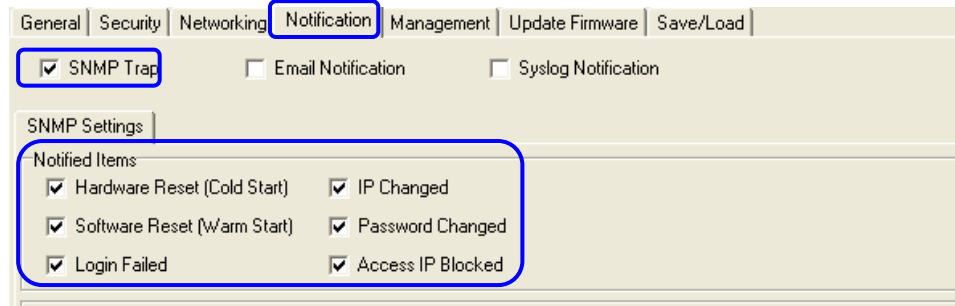 General Security Networking Notification Management Update Firmware Save/Load
SNMP Trap Email Notification Syslog Notification
SNMP Settings
Notified Items
Hardware Reset (Cold Start) IP Changed
Software Reset (Warm Start) Password Changed
Login Failed Access IP Blocked